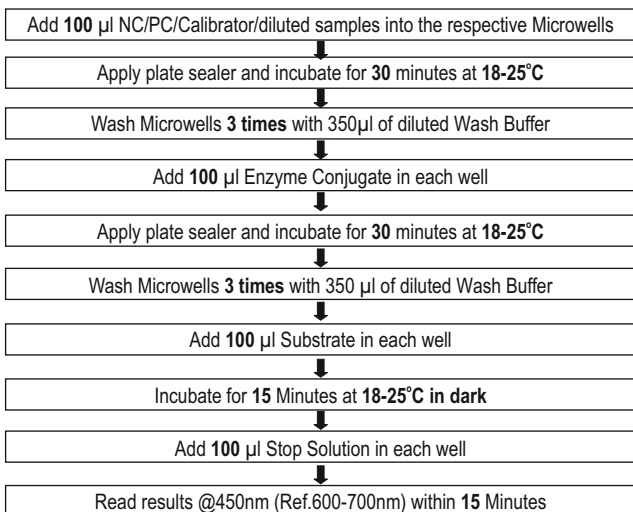 Add 100 µl NC/PC/Calibrator/diluted samples into the respective Microwells
Apply plate sealer and incubate for 30 minutes at 18-25°C
Wash Microwells 3 times with 350µl of diluted Wash Buffer
Add 100 µl Enzyme Conjugate in each well
Apply plate sealer and incubate for 30 minutes at 18-25°C
Wash Microwells 3 times with 350 µl of diluted Wash Buffer
Add 100 µl Substrate in each well
Incubate for 15 Minutes at 18-25°C in dark
Add 100 µl Stop Solution in each well
Read results @450nm (Ref.600-700nm) within 15 Minutes